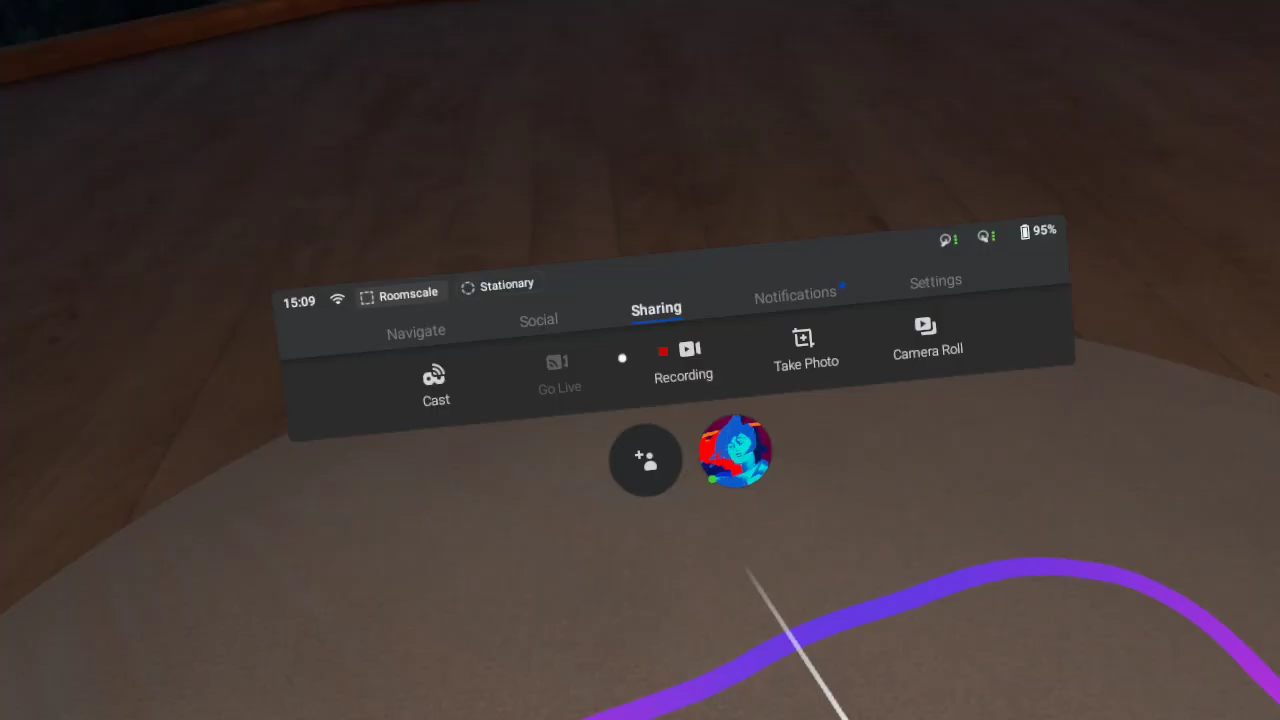 15:09 Roomscale Stationary 95%
Navigate Social Sharing Notifications Settings
Cast Go Live Recording Take Photo Camera Roll